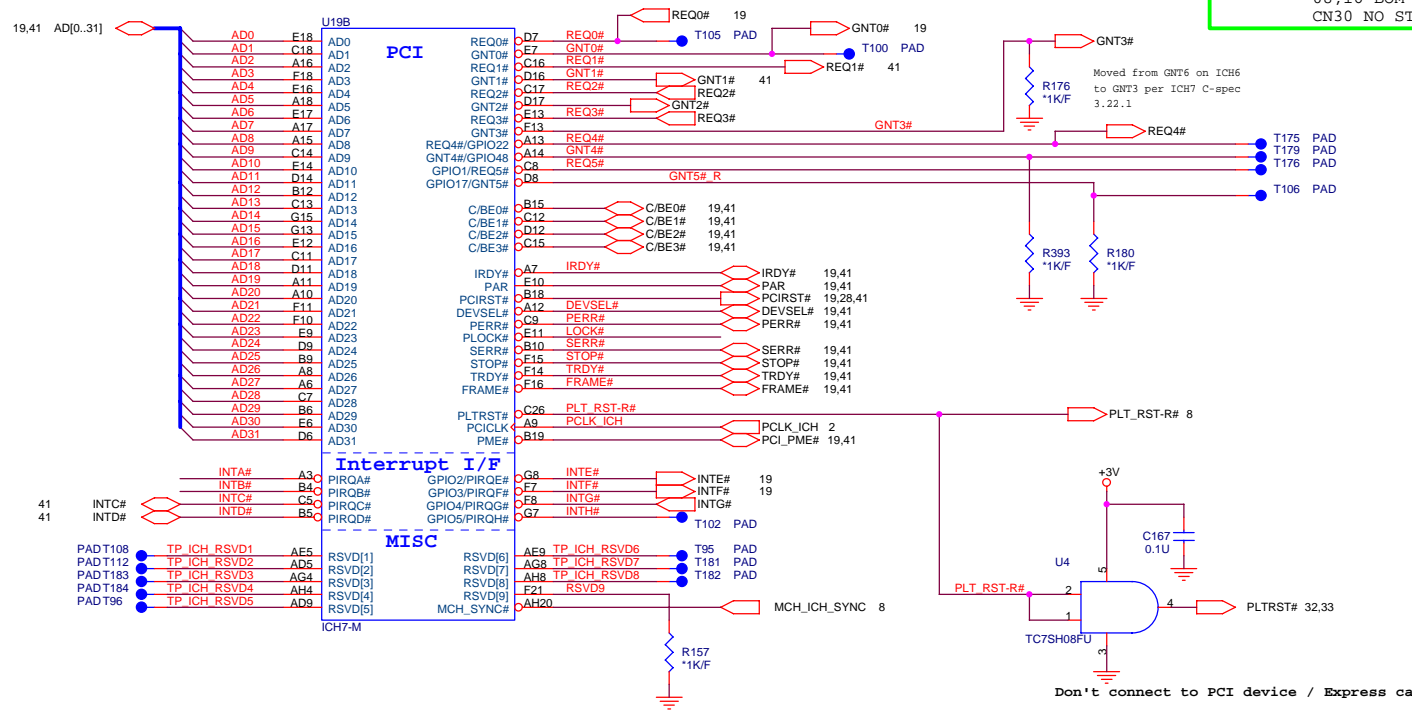 00,10 BOM
CN30 NO ST
19,41 AD[0..31]
U19B
PCI
AD0 E18 AD0
AD1 C18 AD1
AD2 A16 AD2
AD3 F18 AD3
AD4 E16 AD4
AD5 A18 AD5
AD6 E17 AD6
AD7 A17 AD7
AD8 A15 AD8
AD9 C14 AD9
AD10 E14 AD10
AD11 D14 AD11
AD12 B12 AD12
AD13 C13 AD13
AD14 G15 AD14
AD15 G13 AD15
AD16 E12 AD16
AD17 C11 AD17
AD18 D11 AD18
AD19 A11 AD19
AD20 A10 AD20
AD21 F11 AD21
AD22 F10 AD22
AD23 E9 AD23
AD24 D9 AD24
AD25 B9 AD25
AD26 A8 AD26
AD27 A6 AD27
AD28 C7 AD28
AD29 B6 AD29
AD30 E6 AD30
AD31 D6 AD31
REQ0# D7 REQ0# REQ0# 19
T105 PAD
GNT0# E7 GNT0# GNT0# 19
T100 PAD
REQ1# C16 REQ1# REQ1# 41
GNT1# D16 GNT1# GNT1# 41
REQ2# C17 REQ2# REQ2#
GNT2# D17 GNT2#
REQ3# E13 REQ3# REQ3#
GNT3# F13 GNT3# GNT3#
REQ4#/GPIO22 A13 REQ4# REQ4# T175 PAD
GNT4#/GPIO48 A14 GNT4# T179 PAD
GPIO1/REQ5# C8 REQ5# T176 PAD
GPIO17/GNT5# D8 GNT5#_R T106 PAD
R176
*1K/F
Moved from GNT6 on ICH6
to GNT3 per ICH7 C-spec
3.22.1
R393
*1K/F
R180
*1K/F
C/BE0# B15 C/BE0# 19,41
C/BE1# C12 C/BE1# 19,41
C/BE2# D12 C/BE2# 19,41
C/BE3# C15 C/BE3# 19,41
IRDY# A7 IRDY# IRDY# 19,41
PAR E10 PAR 19,41
PCIRST# B18 PCIRST# 19,28,41
DEVSEL# A12 DEVSEL# DEVSEL# 19,41
PERR# C9 PERR# PERR# 19,41
PLOCK# E11 LOCK#
SERR# B10 SERR# SERR# 19,41
STOP# F15 STOP# STOP# 19,41
TRDY# F14 TRDY# TRDY# 19,41
FRAME# F16 FRAME# FRAME# 19,41
PLTRST# C26 PLT_RST-R# PLT_RST-R# 8
PCICLK A9 PCLK_ICH PCLK_ICH 2
PME# B19 PCI_PME# 19,41
Interrupt I/F
INTA# A3 PIRQA#
INTB# B4 PIRQB#
41 INTC# INTC# C5 PIRQC#
41 INTD# INTD# B5 PIRQD#
GPIO2/PIRQE# G8 INTE# INTE# 19
GPIO3/PIRQF# F7 INTF# INTF# 19
GPIO4/PIRQG# F8 INTG# INTG#
GPIO5/PIRQH# G7 INTH# T102 PAD
MISC
PAD T108 TP_ICH_RSVD1 AE5 RSVD[1]
PAD T112 TP_ICH_RSVD2 AD5 RSVD[2]
PAD T183 TP_ICH_RSVD3 AG4 RSVD[3]
PAD T184 TP_ICH_RSVD4 AH4 RSVD[4]
PAD T96 TP_ICH_RSVD5 AD9 RSVD[5]
RSVD[6] AE9 TP_ICH_RSVD6 T95 PAD
RSVD[7] AG8 TP_ICH_RSVD7 T181 PAD
RSVD[8] AH8 TP_ICH_RSVD8 T182 PAD
RSVD[9] F21 RSVD9
MCH_SYNC# AH20 MCH_ICH_SYNC 8
ICH7-M
R157
*1K/F
+3V
C167
0.1U
U4
5
PLT_RST-R# 2
1
4 PLTRST# 32,33
TC7SH08FU
3
Don't connect to PCI device / Express ca